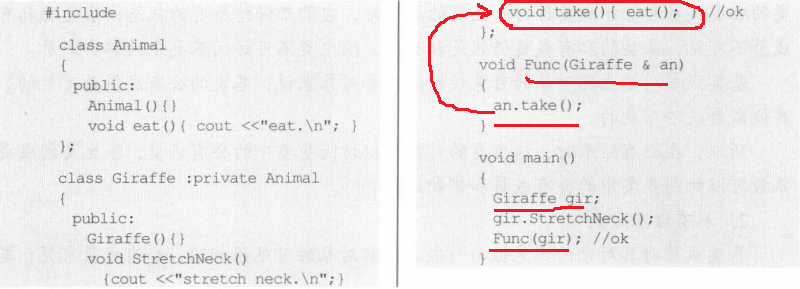 #include
class Animal
{
public:
Animal(){}
void eat(){ cout <<"eat.\n"; }
};
class Giraffe :private Animal
{
public:
Giraffe(){}
void StretchNeck()
{cout <<"stretch neck.\n";}
void take(){ eat(); } //ok
};
void Func(Giraffe & an)
{
an.take();
}
void main()
{
Giraffe gir;
gir.StretchNeck();
Func(gir); //ok
}